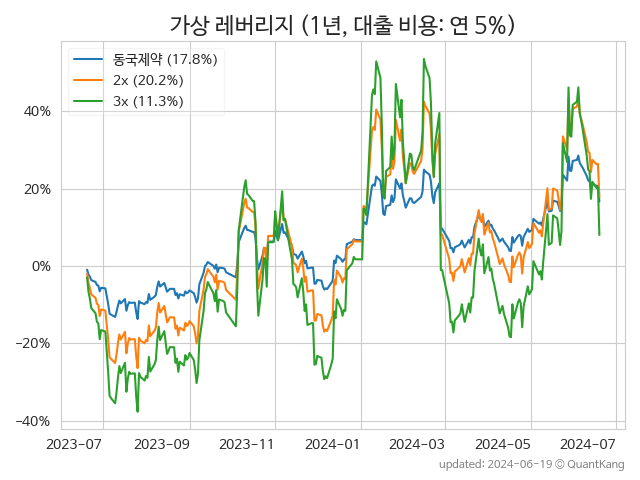 가상 레버리지 (1년, 대출 비용: 연 5%)
동국제약 (17.8%)
2x (20.2%)
3x (11.3%)
40%
20%
0%
−20%
−40%
2023-07 2023-09 2023-11 2024-01 2024-03 2024-05 2024-07
updated: 2024-06-19 © QuantKang